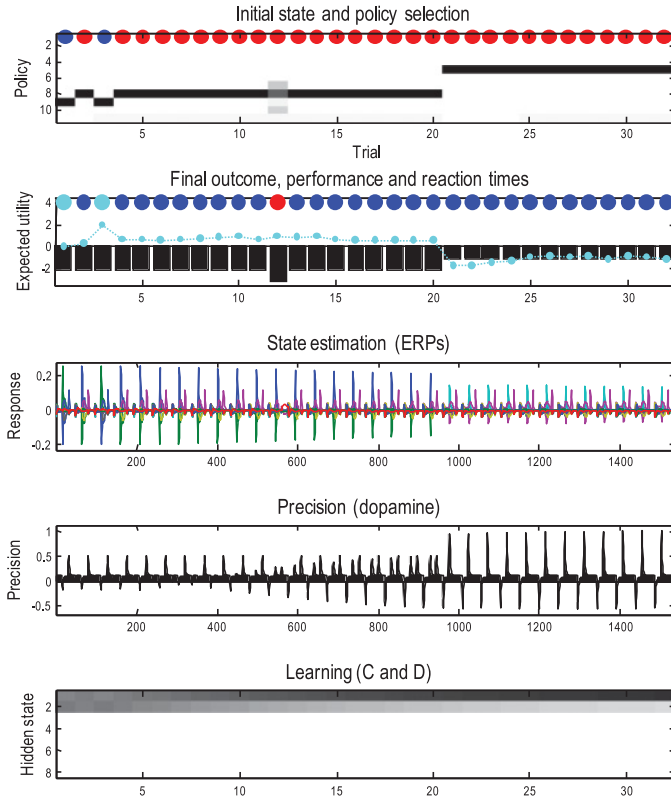 Initial state and policy selection
Policy
2
4
6
8
10
5 10 15 20 25 30
Trial
Final outcome, performance and reaction times
Expected utility
4
2
0
-2
5 10 15 20 25 30
State estimation (ERPs)
Response
0.2
0
-0.2
200 400 600 800 1000 1200 1400
Precision (dopamine)
Precision
1
0.5
0
-0.5
200 400 600 800 1000 1200 1400
Learning (C and D)
Hidden state
2
4
6
8
5 10 15 20 25 30